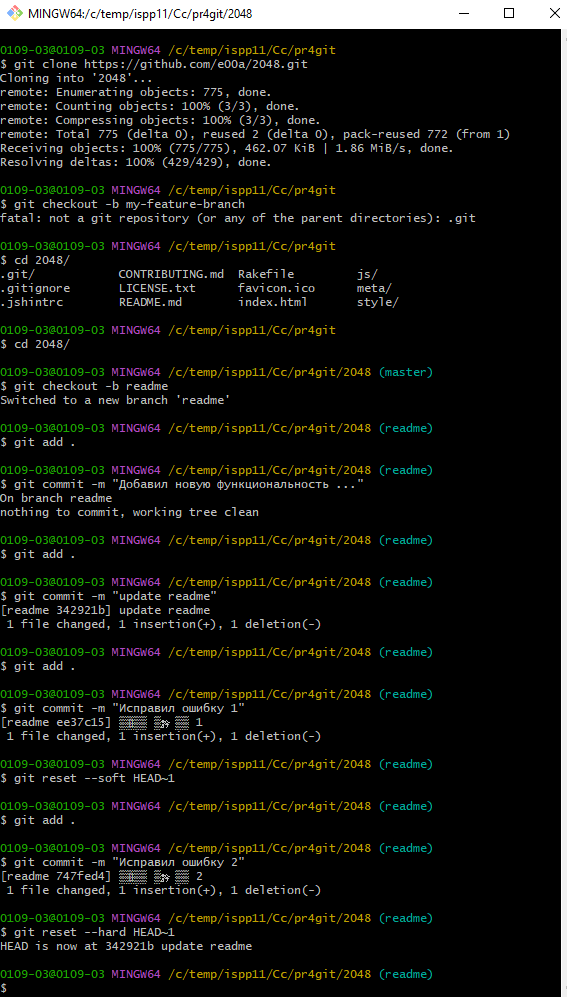 MINGW64:/c/temp/ispp11/Cc/pr4git/2048
0109-03@0109-03 MINGW64 /c/temp/ispp11/Cc/pr4git
$ git clone https://github.com/e00a/2048.git
Cloning into '2048'...
remote: Enumerating objects: 775, done.
remote: Counting objects: 100% (3/3), done.
remote: Compressing objects: 100% (3/3), done.
remote: Total 775 (delta 0), reused 2 (delta 0), pack-reused 772 (from 1)
Receiving objects: 100% (775/775), 462.07 KiB | 1.86 MiB/s, done.
Resolving deltas: 100% (429/429), done.
0109-03@0109-03 MINGW64 /c/temp/ispp11/Cc/pr4git
$ git checkout -b my-feature-branch
fatal: not a git repository (or any of the parent directories): .git
0109-03@0109-03 MINGW64 /c/temp/ispp11/Cc/pr4git
$ cd 2048/
.git/ CONTRIBUTING.md Rakefile js/
.gitignore LICENSE.txt favicon.ico meta/
.jshintrc README.md index.html style/
0109-03@0109-03 MINGW64 /c/temp/ispp11/Cc/pr4git
$ cd 2048/
0109-03@0109-03 MINGW64 /c/temp/ispp11/Cc/pr4git/2048 (master)
$ git checkout -b readme
Switched to a new branch 'readme'
0109-03@0109-03 MINGW64 /c/temp/ispp11/Cc/pr4git/2048 (readme)
$ git add .
0109-03@0109-03 MINGW64 /c/temp/ispp11/Cc/pr4git/2048 (readme)
$ git commit -m "Добавил новую функциональность ..."
On branch readme
nothing to commit, working tree clean
0109-03@0109-03 MINGW64 /c/temp/ispp11/Cc/pr4git/2048 (readme)
$ git add .
0109-03@0109-03 MINGW64 /c/temp/ispp11/Cc/pr4git/2048 (readme)
$ git commit -m "update readme"
[readme 342921b] update readme
1 file changed, 1 insertion(+), 1 deletion(-)
0109-03@0109-03 MINGW64 /c/temp/ispp11/Cc/pr4git/2048 (readme)
$ git add .
0109-03@0109-03 MINGW64 /c/temp/ispp11/Cc/pr4git/2048 (readme)
$ git commit -m "Исправил ошибку 1"
[readme ee37c15] 1
1 file changed, 1 insertion(+), 1 deletion(-)
0109-03@0109-03 MINGW64 /c/temp/ispp11/Cc/pr4git/2048 (readme)
$ git reset --soft HEAD~1
0109-03@0109-03 MINGW64 /c/temp/ispp11/Cc/pr4git/2048 (readme)
$ git add .
0109-03@0109-03 MINGW64 /c/temp/ispp11/Cc/pr4git/2048 (readme)
$ git commit -m "Исправил ошибку 2"
[readme 747fed4] 2
1 file changed, 1 insertion(+), 1 deletion(-)
0109-03@0109-03 MINGW64 /c/temp/ispp11/Cc/pr4git/2048 (readme)
$ git reset --hard HEAD~1
HEAD is now at 342921b update readme
0109-03@0109-03 MINGW64 /c/temp/ispp11/Cc/pr4git/2048 (readme)
$